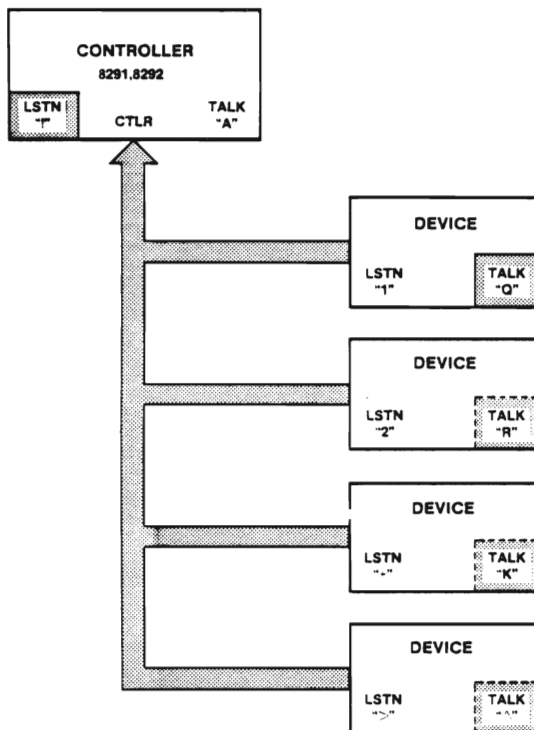 CONTROLLER
8291,8292
LSTN
"!"
CTLR
TALK
"A"
DEVICE
LSTN
"1"
TALK
"Q"
DEVICE
LSTN
"2"
TALK
"R"
DEVICE
LSTN
"+"
TALK
"K"
DEVICE
LSTN
">"
TALK
"^"